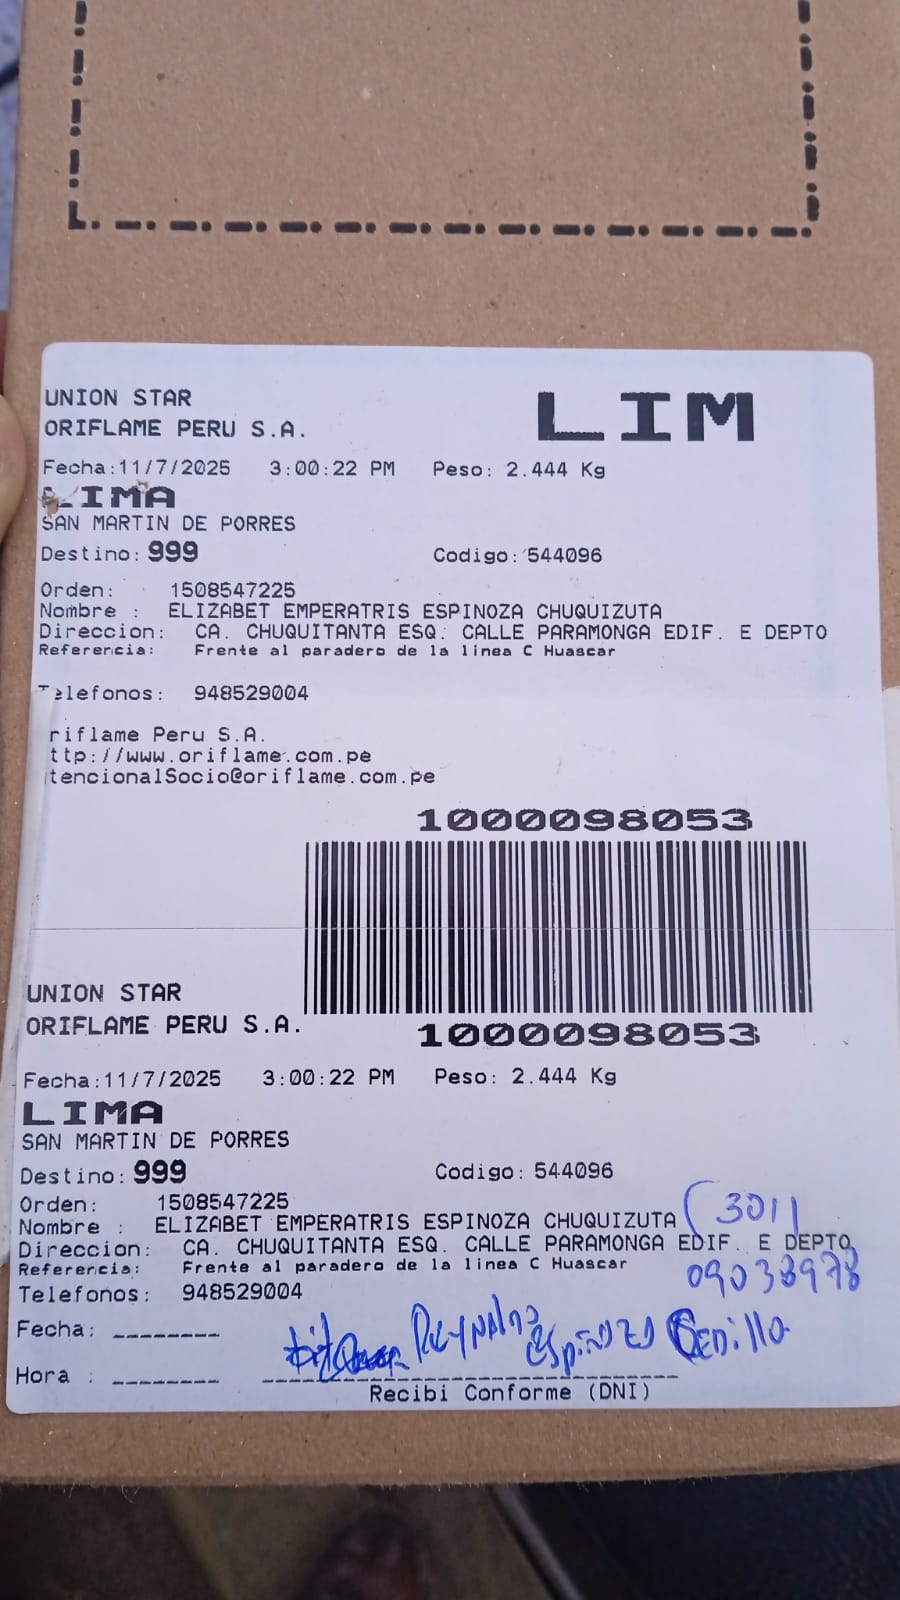 UNION STAR
ORIFLAME PERU S.A.
LIM
Fecha:11/7/2025 3:00:22 PM Peso: 2.444 Kg
LIMA
SAN MARTIN DE PORRES
Destino: 999 Codigo: 544096
Orden: 1508547225
Nombre : ELIZABET EMPERATRIS ESPINOZA CHUQUIZUTA
Direccion: CA. CHUQUITANTA ESQ. CALLE PARAMONGA EDIF. E DEPTO
Referencia: Frente al paradero de la linea C Huascar
Telefonos: 948529004
riflame Peru S.A.
ttp://www.oriflame.com.pe
tencionalSocio@oriflame.com.pe
1000098053
1000098053
UNION STAR
ORIFLAME PERU S.A.
Fecha:11/7/2025 3:00:22 PM Peso: 2.444 Kg
LIMA
SAN MARTIN DE PORRES
Destino: 999 Codigo: 544096
Orden: 1508547225
Nombre : ELIZABET EMPERATRIS ESPINOZA CHUQUIZUTA (301)
Direccion: CA. CHUQUITANTA ESQ. CALLE PARAMONGA EDIF. E DEPTO
Referencia: Frente al paradero de la linea C Huascar
Telefonos: 948529004 09038978
Fecha: ________
Reynaldo Espinoza Cedillo
Hora : ________
Recibi Conforme (DNI)